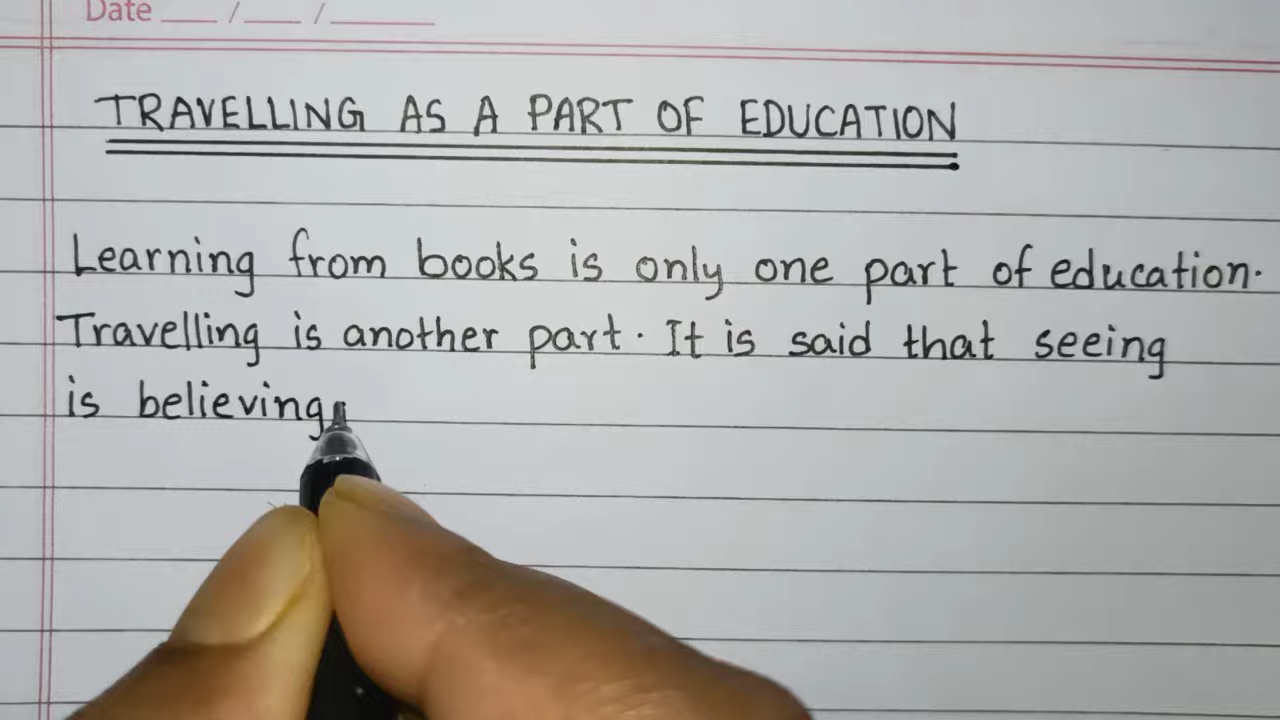 Date ___ / ___ / ______
TRAVELLING AS A PART OF EDUCATION
Learning from books is only one part of education.
Travelling is another part. It is said that seeing
is believing